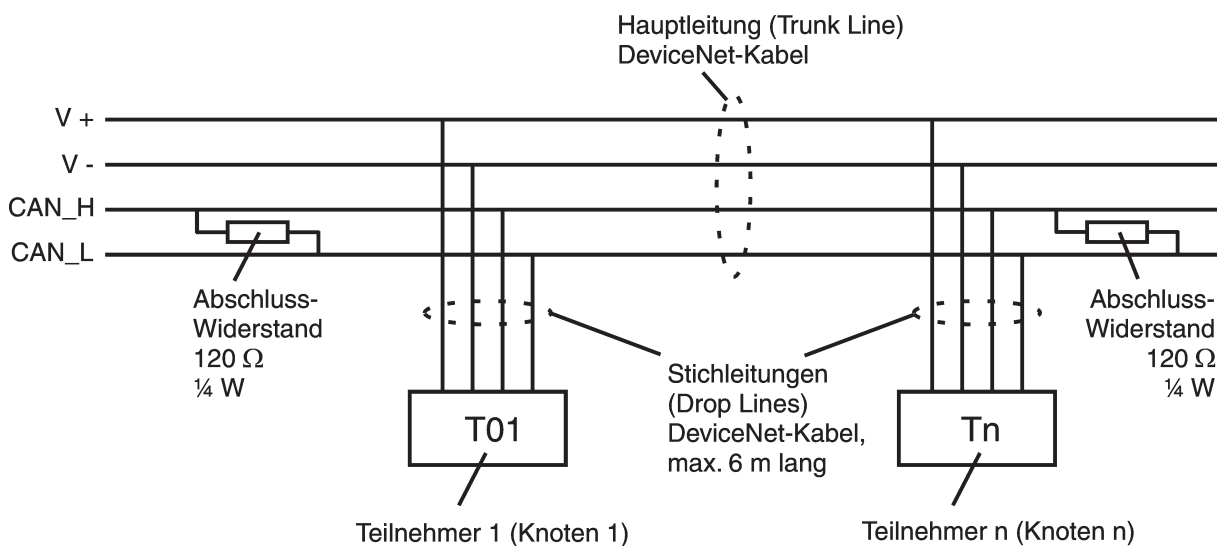 Hauptleitung (Trunk Line)
DeviceNet-Kabel
V +
V -
CAN_H
CAN_L
Abschluss-
Widerstand
120 Ω
¼ W
Abschluss-
Widerstand
120 Ω
¼ W
Stichleitungen
(Drop Lines)
DeviceNet-Kabel,
max. 6 m lang
T01
Tn
Teilnehmer 1 (Knoten 1)
Teilnehmer n (Knoten n)